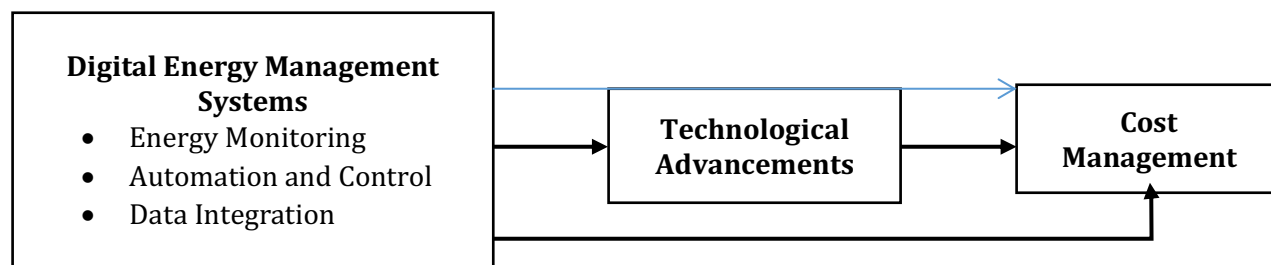 Digital Energy Management
Systems
• Energy Monitoring
• Automation and Control
• Data Integration
Technological
Advancements
Cost
Management